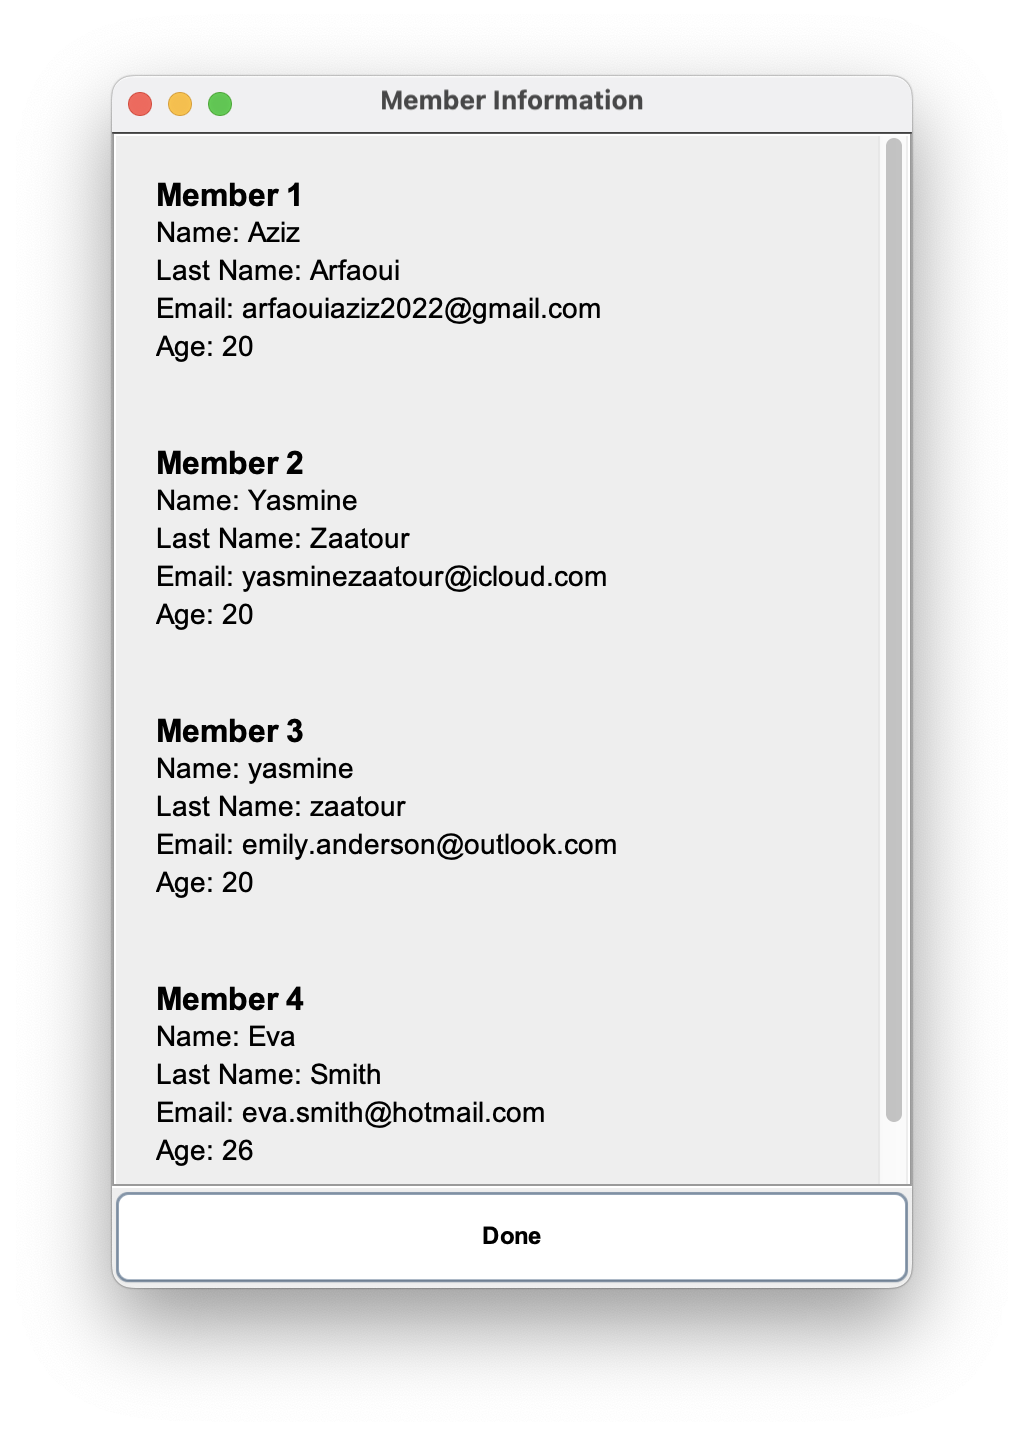 Member Information
Member 1
Name: Aziz
Last Name: Arfaoui
Email: arfaouiaziz2022@gmail.com
Age: 20
Member 2
Name: Yasmine
Last Name: Zaatour
Email: yasminezaatour@icloud.com
Age: 20
Member 3
Name: yasmine
Last Name: zaatour
Email: emily.anderson@outlook.com
Age: 20
Member 4
Name: Eva
Last Name: Smith
Email: eva.smith@hotmail.com
Age: 26
Done